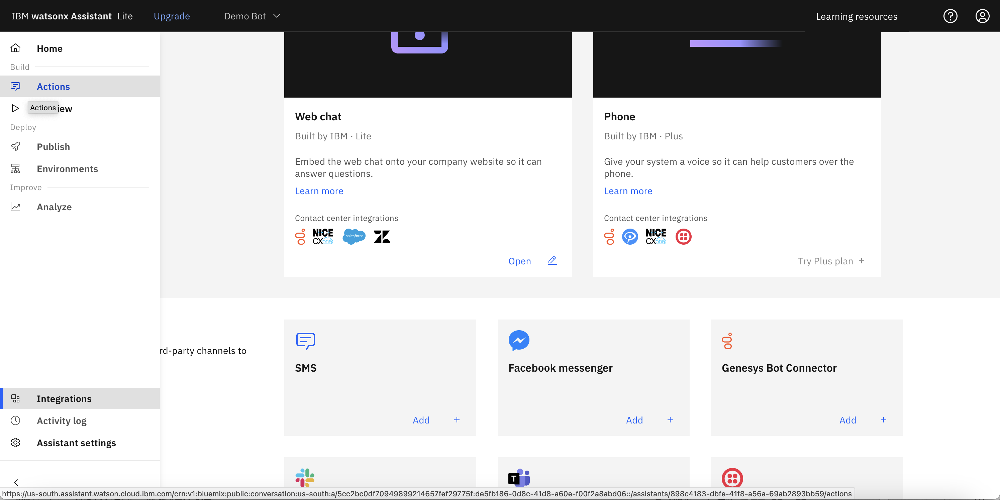 IBM watsonx Assistant Lite
Upgrade
Demo Bot
Learning resources
Home
Build
Actions
Actions
iew
Deploy
Publish
Environments
Improve
Analyze
Integrations
Activity log
Assistant settings
Web chat
Built by IBM · Lite
Embed the web chat onto your company website so it can
answer questions.
Learn more
Contact center integrations
NICE
CXone
salesforce
Open
Phone
Built by IBM · Plus
Give your system a voice so it can help customers over the
phone.
Learn more
Contact center integrations
NICE
CXone
Try Plus plan +
rd-party channels to
SMS
Add +
Facebook messenger
Add +
Genesys Bot Connector
Add +
T
https://us-south.assistant.watson.cloud.ibm.com/crn:v1:bluemix:public:conversation:us-south:a/5cc2bc0df70949899214657fef29775f:de5fb186-0d8c-41d8-a60e-f00f2a8abd06::/assistants/898c4183-dbfe-41f8-a56a-69ab2893bb59/actions